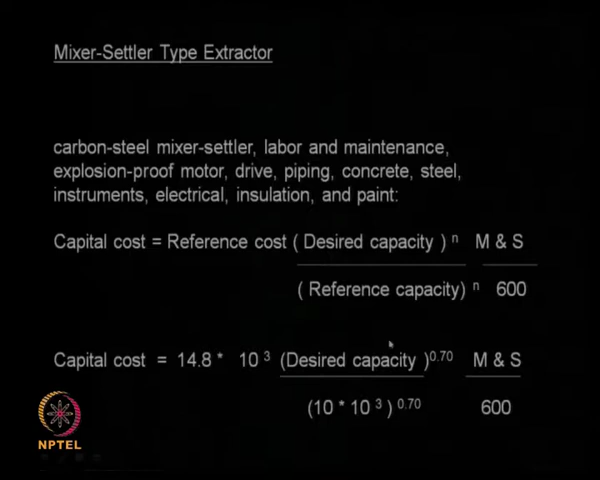 Mixer-Settler Type Extractor
carbon-steel mixer-settler, labor and maintenance,
explosion-proof motor, drive, piping, concrete, steel,
instruments, electrical, insulation, and paint:
Capital cost = Reference cost ( Desired capacity ) n M & S
( Reference capacity) n 600
Capital cost = 14.8 * 10 3 (Desired capacity )0.70 M & S
(10 * 10 3 ) 0.70 600
NPTEL